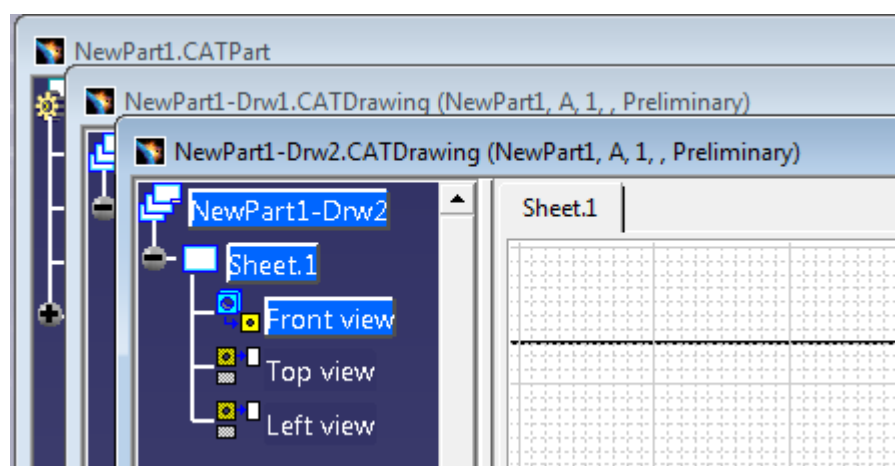 NewPart1.CATPart
NewPart1-Drw1.CATDrawing (NewPart1, A, 1, , Preliminary)
NewPart1-Drw2.CATDrawing (NewPart1, A, 1, , Preliminary)
NewPart1-Drw2
Sheet.1
Sheet.1
Front view
Top view
Left view